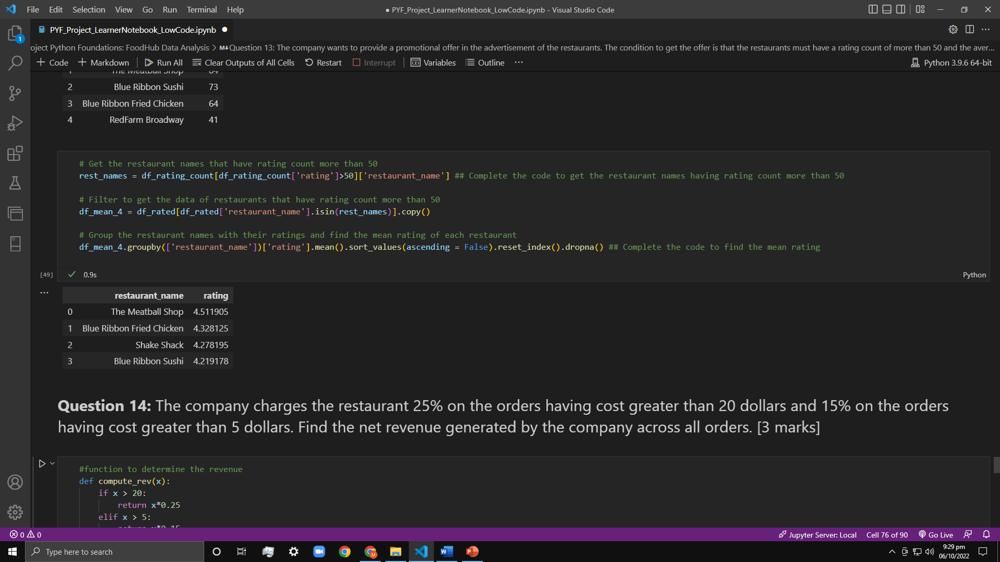 File Edit Selection View Go Run Terminal Help
● PYF_Project_LearnerNotebook_LowCode.ipynb - Visual Studio Code
PYF_Project_LearnerNotebook_LowCode.ipynb ●
1
oject Python Foundations: FoodHub Data Analysis > M↓Question 13: The company wants to provide a promotional offer in the advertisement of the restaurants. The condition to get the offer is that the restaurants must have a rating count of more than 50 and the aver...
+ Code + Markdown Run All Clear Outputs of All Cells Restart Interrupt Variables Outline ... Python 3.9.6 64-bit
1 The Meatball Shop 84
2 Blue Ribbon Sushi 73
3 Blue Ribbon Fried Chicken 64
4 RedFarm Broadway 41
# Get the restaurant names that have rating count more than 50
rest_names = df_rating_count[df_rating_count['rating']>50]['restaurant_name'] ## Complete the code to get the restaurant names having rating count more than 50
# Filter to get the data of restaurants that have rating count more than 50
df_mean_4 = df_rated[df_rated['restaurant_name'].isin(rest_names)].copy()
# Group the restaurant names with their ratings and find the mean rating of each restaurant
df_mean_4.groupby(['restaurant_name'])['rating'].mean().sort_values(ascending = False).reset_index().dropna() ## Complete the code to find the mean rating
[49] ✓ 0.9s Python
...
restaurant_name rating
0 The Meatball Shop 4.511905
1 Blue Ribbon Fried Chicken 4.328125
2 Shake Shack 4.278195
3 Blue Ribbon Sushi 4.219178
Question 14: The company charges the restaurant 25% on the orders having cost greater than 20 dollars and 15% on the orders
having cost greater than 5 dollars. Find the net revenue generated by the company across all orders. [3 marks]
#function to determine the revenue
def compute_rev(x):
if x > 20:
return x*0.25
elif x > 5:
return x*0.15
0 0 Jupyter Server: Local Cell 76 of 90 Go Live
Type here to search
9:29 pm
06/10/2022